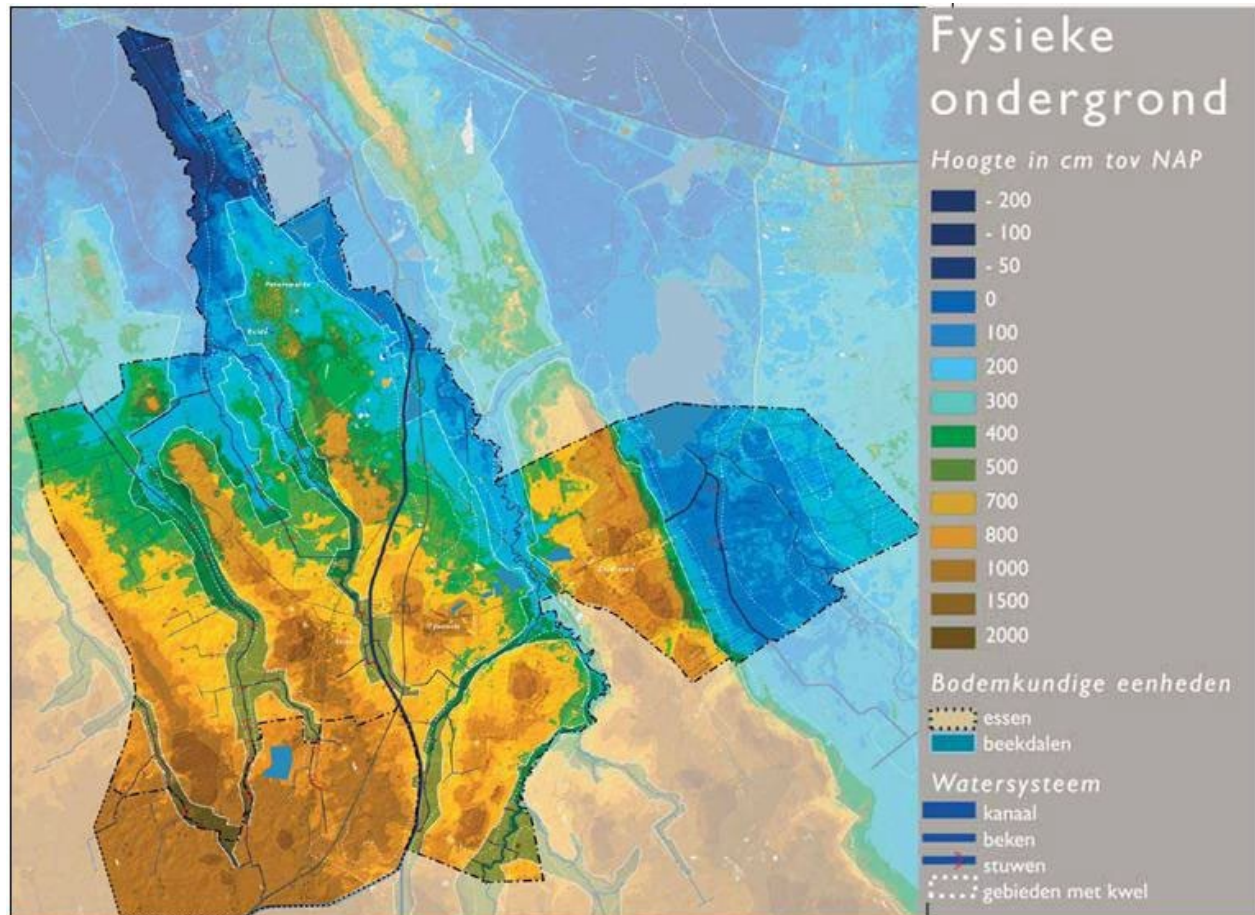 Fysieke
ondergrond
Hoogte in cm tov NAP
- 200
- 100
- 50
0
100
200
300
400
500
700
800
1000
1500
2000
Bodemkundige eenheden
essen
beekdalen
Watersysteem
kanaal
beken
stuwen
gebieden met kwel